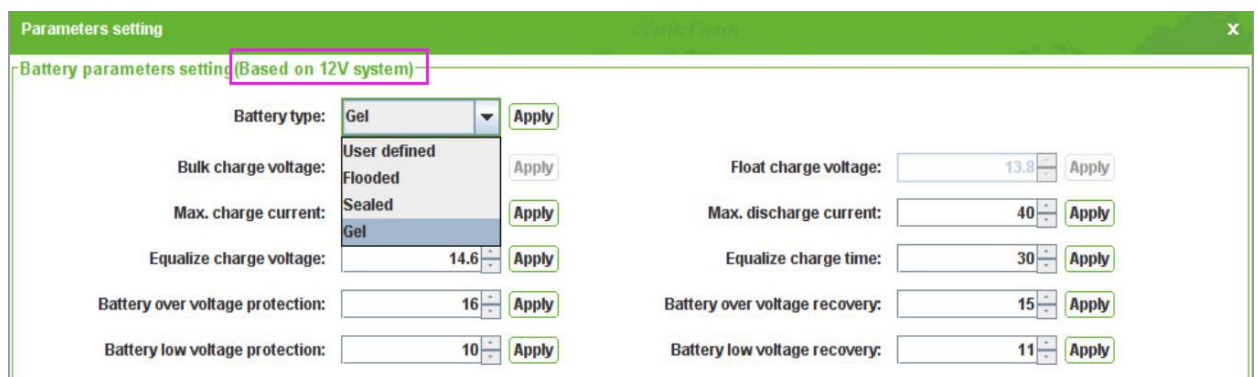 Parameters setting x
Battery parameters setting(Based on 12V system)
Battery type: Gel Apply
User defined
Flooded
Sealed
Gel
Bulk charge voltage: Apply Float charge voltage: 13.8 Apply
Max. charge current: Apply Max. discharge current: 40 Apply
Equalize charge voltage: 14.6 Apply Equalize charge time: 30 Apply
Battery over voltage protection: 16 Apply Battery over voltage recovery: 15 Apply
Battery low voltage protection: 10 Apply Battery low voltage recovery: 11 Apply